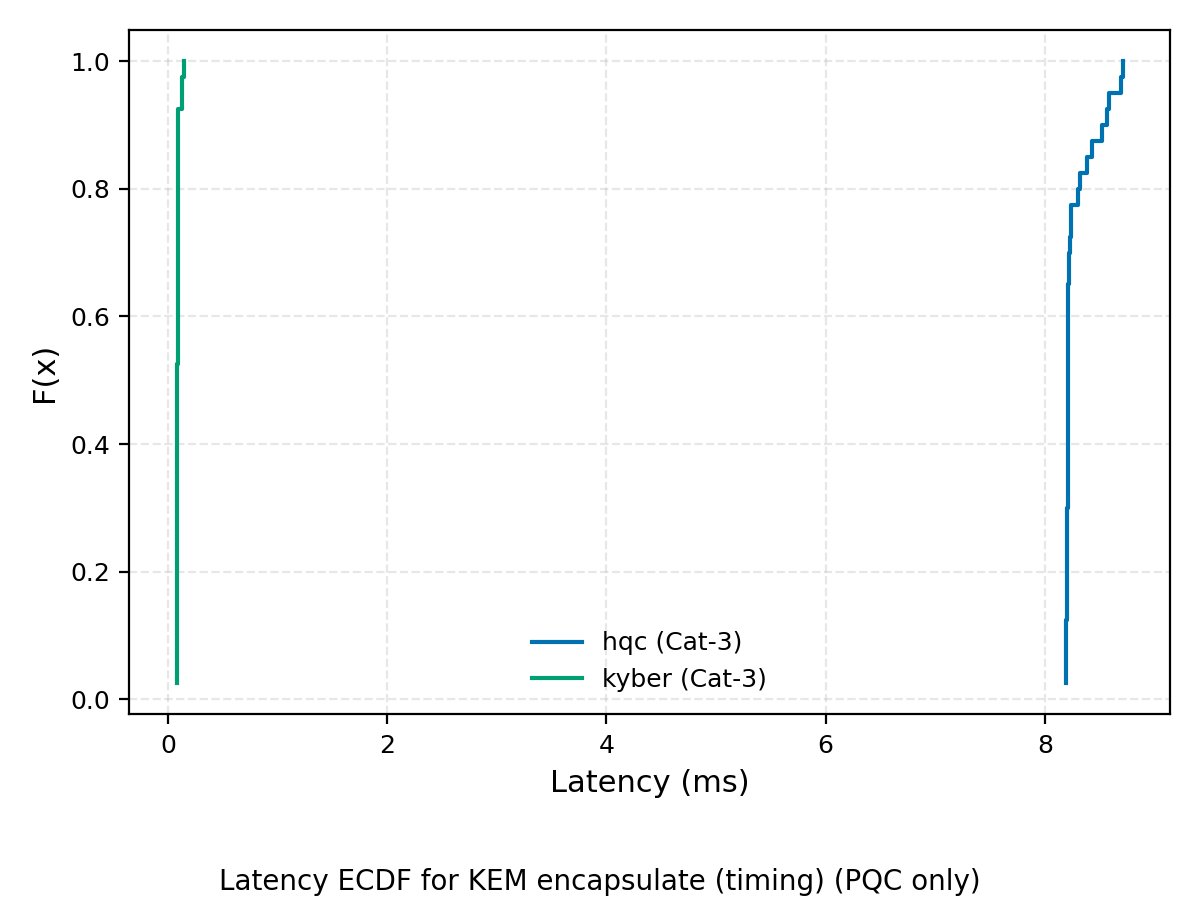 1.0
0.8
0.6
0.4
0.2
0.0
F(x)
hqc (Cat-3)
kyber (Cat-3)
0 2 4 6 8
Latency (ms)
Latency ECDF for KEM encapsulate (timing) (PQC only)